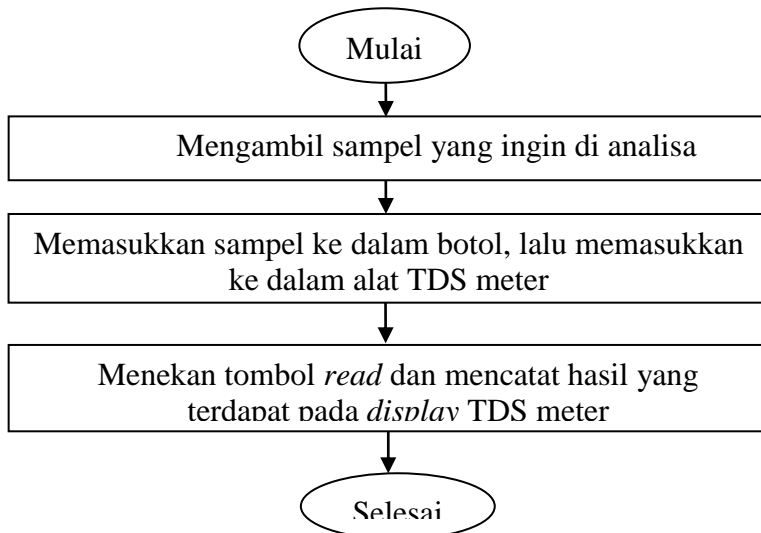 Mulai
Mengambil sampel yang ingin di analisa
Memasukkan sampel ke dalam botol, lalu memasukkan
ke dalam alat TDS meter
Menekan tombol read dan mencatat hasil yang
terdapat pada display TDS meter
Selesai